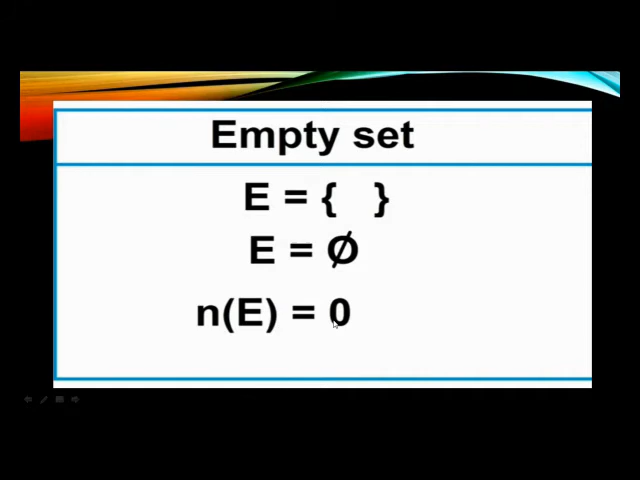 Empty set
E = {   }
E = Ø
n(E) = 0